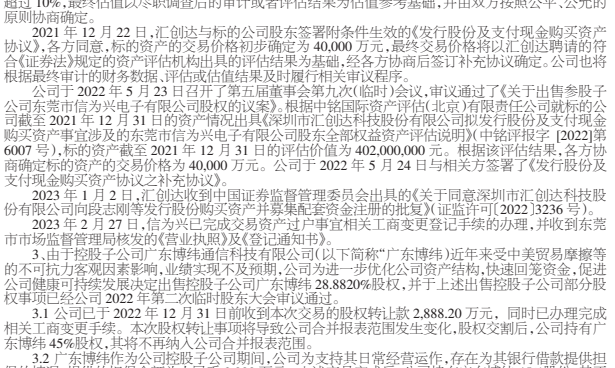 超过 10%，最终估值以尽职调查后的审计或者评估结果为估值参考基础，并由双方按照公平、公允的
原则协商确定。
2021 年 12 月 22 日，汇创达与标的公司股东签署附条件生效的《发行股份及支付现金购买资产
协议》，各方同意，标的资产的交易价格初步确定为 40,000 万元，最终交易价格将以汇创达聘请的符
合《证券法》规定的资产评估机构出具的评估结果为基础，经各方协商后签订补充协议确定。公司也将
根据最终审计的财务数据、评估或估值结果及时履行相关审议程序。
公司于 2022 年 5 月 23 日召开了第五届董事会第九次(临时)会议，审议通过了《关于出售参股子
公司东莞市信为兴电子有限公司股权的议案》。根据中铭国际资产评估(北京)有限责任公司就标的公
司截至 2021 年 12 月 31 日的资产情况出具《深圳市汇创达科技股份有限公司拟发行股份及支付现金
购买资产事宜涉及的东莞市信为兴电子有限公司股东全部权益资产评估说明》（中铭评报字 [2022]第
6007 号），标的资产截至 2021 年 12 月 31 日的评估价值为 402,000,000 元。根据该评估结果，各方协
商确定标的资产的交易价格为 40,000 万元。公司于 2022 年 5 月 24 日与相关方签署了《发行股份及
支付现金购买资产协议之补充协议》。
2023 年 1 月 2 日，汇创达收到中国证券监督管理委员会出具的《关于同意深圳市汇创达科技股
份有限公司向段志刚等发行股份购买资产并募集配套资金注册的批复》（证监许可[2022]3236 号）。
2023 年 2 月 27 日，信为兴已完成交易资产过户事宜相关工商变更登记手续的办理，并收到东莞
市市场监督管理局核发的《营业执照》及《登记通知书》。
3、由于控股子公司广东博纬通信科技有限公司（以下简称“广东博纬）近年来受中美贸易摩擦等
的不可抗力客观因素影响，业绩实现不及预期，公司为进一步优化公司资产结构，快速回笼资金，促进
公司健康可持续发展决定出售控股子公司广东博纬 28.8820%股权，并于上述出售控股子公司部分股
权事项已经公司 2022 年第二次临时股东大会审议通过。
3.1 公司已于 2022 年 12 月 31 日前收到本次交易的股权转让款 2,888.20 万元，同时已办理完成
相关工商变更手续。本次股权转让事项将导致公司合并报表范围发生变化，股权交割后，公司持有广
东博纬 45%股权，其将不再纳入公司合并报表范围。
3.2 广东博纬作为公司控股子公司期间，公司为支持其日常经营运作，存在为其银行借款提供担